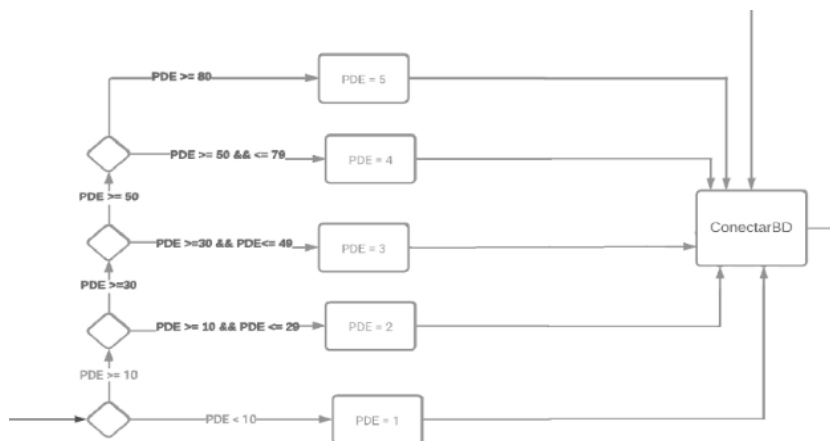 PDE >= 80
PDE = 5
PDE >= 50 && <= 79
PDE = 4
PDE >= 50
ConectarBD
PDE >=30 && PDE<= 49
PDE = 3
PDE >=30
PDE >= 10 && PDE <= 29
PDE = 2
PDE >= 10
PDE < 10
PDE = 1